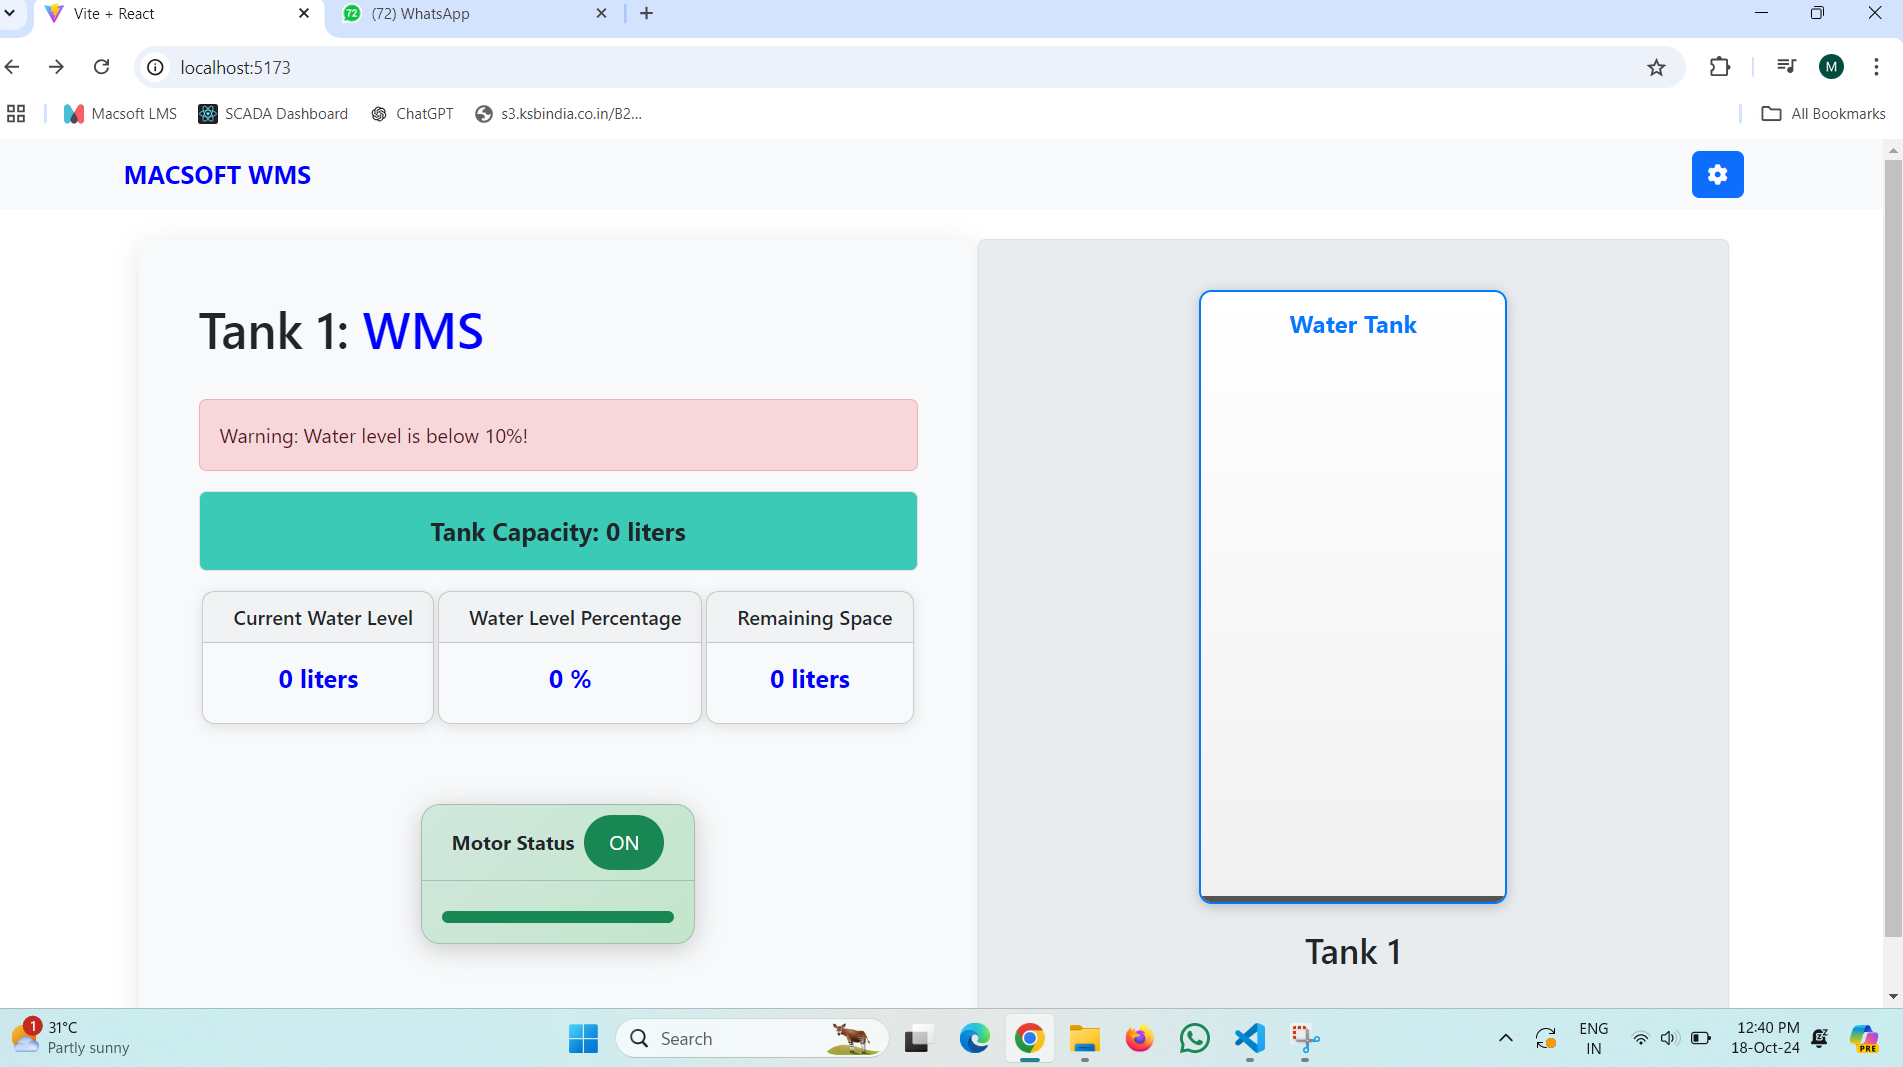 Vite + React
72
(72) WhatsApp
localhost:5173
M
Macsoft LMS
SCADA Dashboard
ChatGPT
s3.ksbindia.co.in/B2...
All Bookmarks
MACSOFT WMS
Tank 1: WMS
Warning: Water level is below 10%!
Tank Capacity: 0 liters
Current Water Level
Water Level Percentage
Remaining Space
0 liters
0 %
0 liters
Motor Status
ON
Water Tank
Tank 1
1
31°C
Partly sunny
Search
ENG
IN
12:40 PM
18-Oct-24
PRE